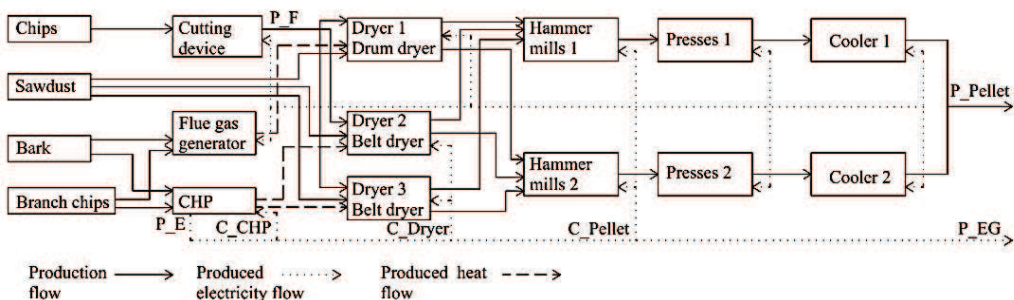 P_F
Chips
Cutting
device
Dryer 1
Drum dryer
Hammer
mills 1
Presses 1
Cooler 1
Sawdust
P_Pellet
Bark
Flue gas
generator
Dryer 2
Belt dryer
Hammer
mills 2
Presses 2
Cooler 2
Branch chips
CHP
Dryer 3
Belt dryer
P_E
C_CHP
C_Dryer
C_Pellet
P_EG
Production
flow
Produced
electricity flow
Produced heat
flow